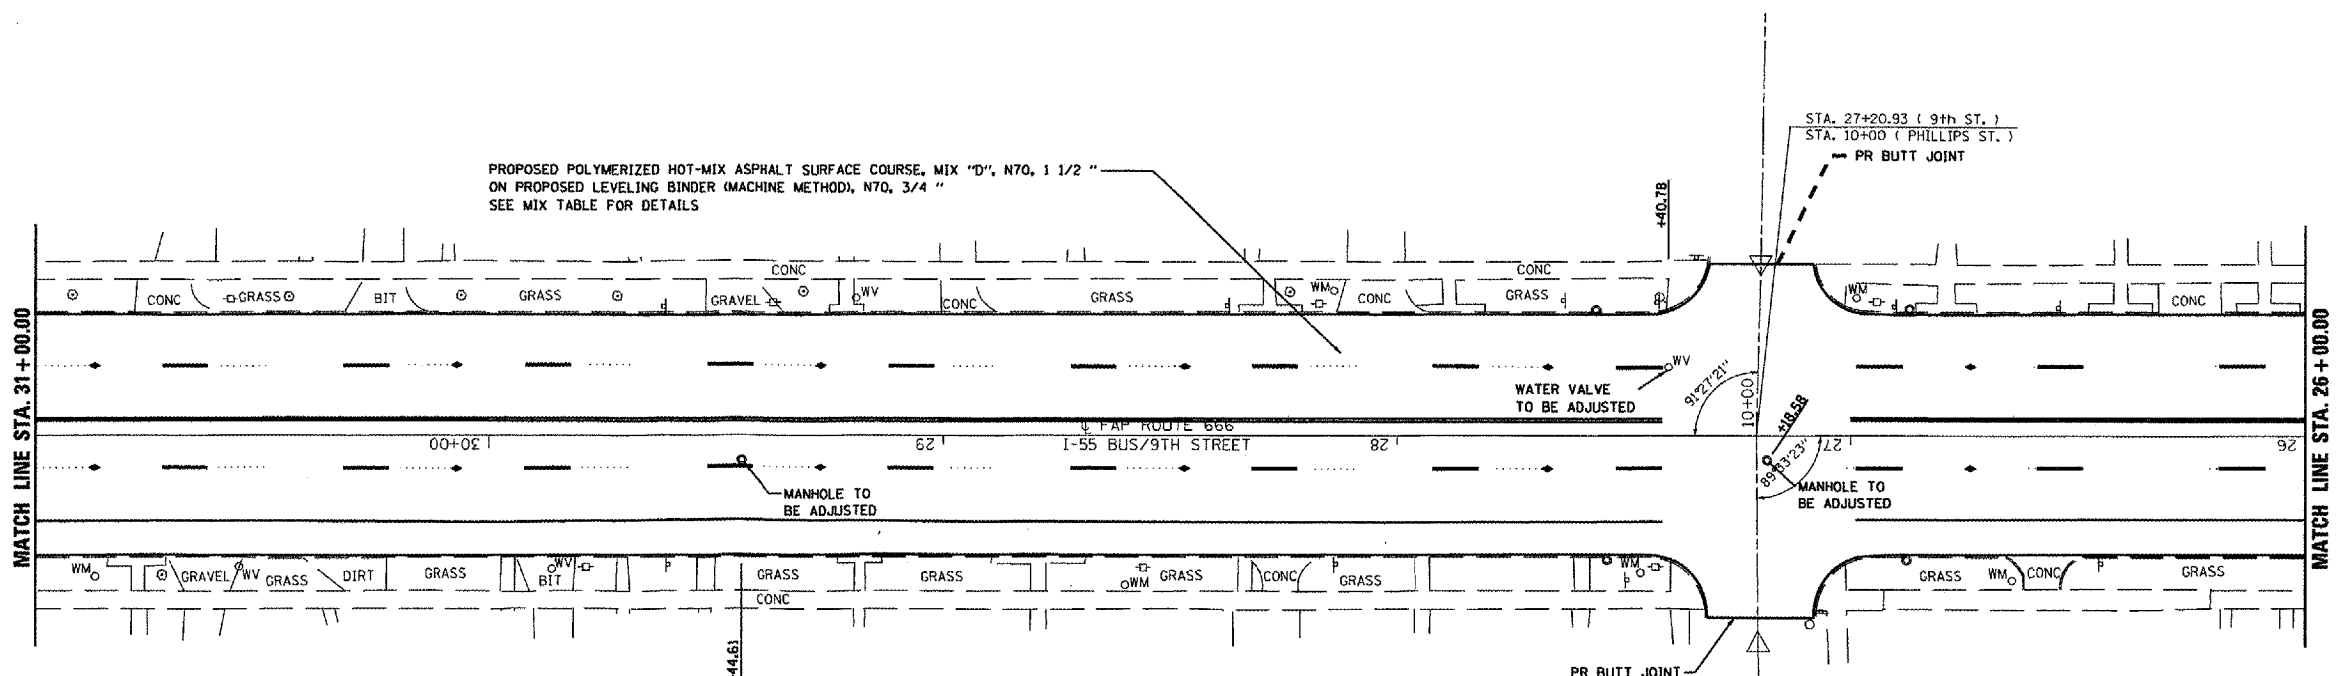 STA. 27+20.93 ( 9th ST. )
STA. 10+00 ( PHILLIPS ST. )
PR BUTT JOINT
PROPOSED POLYMERIZED HOT-MIX ASPHALT SURFACE COURSE, MIX "D", N70, 1 1/2 "
ON PROPOSED LEVELING BINDER (MACHINE METHOD), N70, 3/4 "
SEE MIX TABLE FOR DETAILS
+40.78
CONC
CONC
CONC
GRASS
BIT
GRASS
GRAVEL
WV
CONC
GRASS
WM
CONC
GRASS
WM
CONC
MATCH LINE STA. 31+00.00
MATCH LINE STA. 26+00.00
WV
WATER VALVE
TO BE ADJUSTED
91°27'21"
10+00
+18.58
℄ FAP ROUTE 666
30+00
29
I-55 BUS/9TH STREET
28
27
26
89°33'23"
MANHOLE TO
BE ADJUSTED
MANHOLE TO
BE ADJUSTED
WM
GRAVEL
WV
GRASS
DIRT
GRASS
BIT
WV
GRASS
GRASS
WM
GRASS
CONC
GRASS
WM
GRASS
WM
CONC
GRASS
CONC
44.61
PR BUTT JOINT